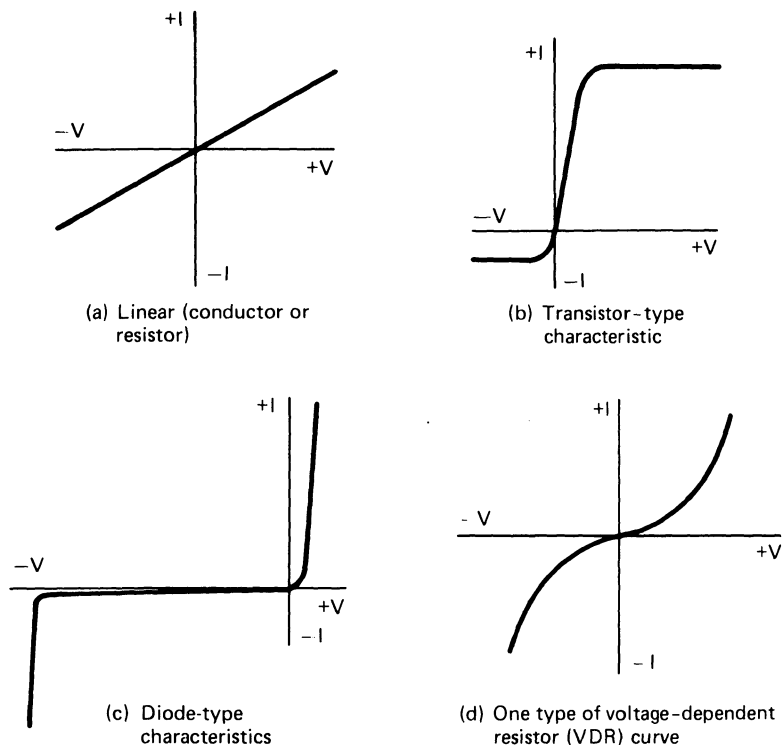 +I
−V
+V
−I
(a) Linear (conductor or
resistor)
+I
−V
+V
−I
(b) Transistor-type
characteristic
+I
−V
+V
−I
(c) Diode-type
characteristics
+I
- V
+V
- I
(d) One type of voltage-dependent
resistor (VDR) curve